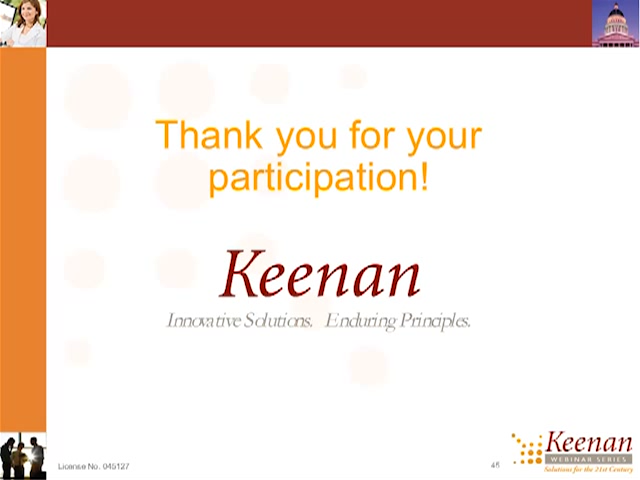 Thank you for your
participation!
Keenan
Innovative Solutions. Enduring Principles.
License No. 045127
45
Keenan
WEBINAR SERIES
Solutions for the 21st Century